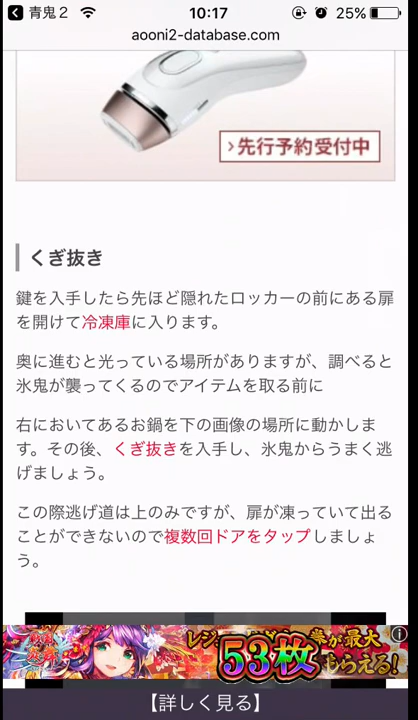 青鬼2
10:17
25%
aooni2-database.com
>先行予約受付中
くぎ抜き
鍵を入手したら先ほど隠れたロッカーの前にある扉
を開けて冷凍庫に入ります。
奥に進むと光っている場所がありますが、調べると
氷鬼が襲ってくるのでアイテムを取る前に
右においてあるお鍋を下の画像の場所に動かしま
す。その後、くぎ抜きを入手し、氷鬼からうまく逃
げましょう。
この際逃げ道は上のみですが、扉が凍っていて出る
ことができないので複数回ドアをタップしましょ
う。
が最大
53枚
もらえる!
【詳しく見る】